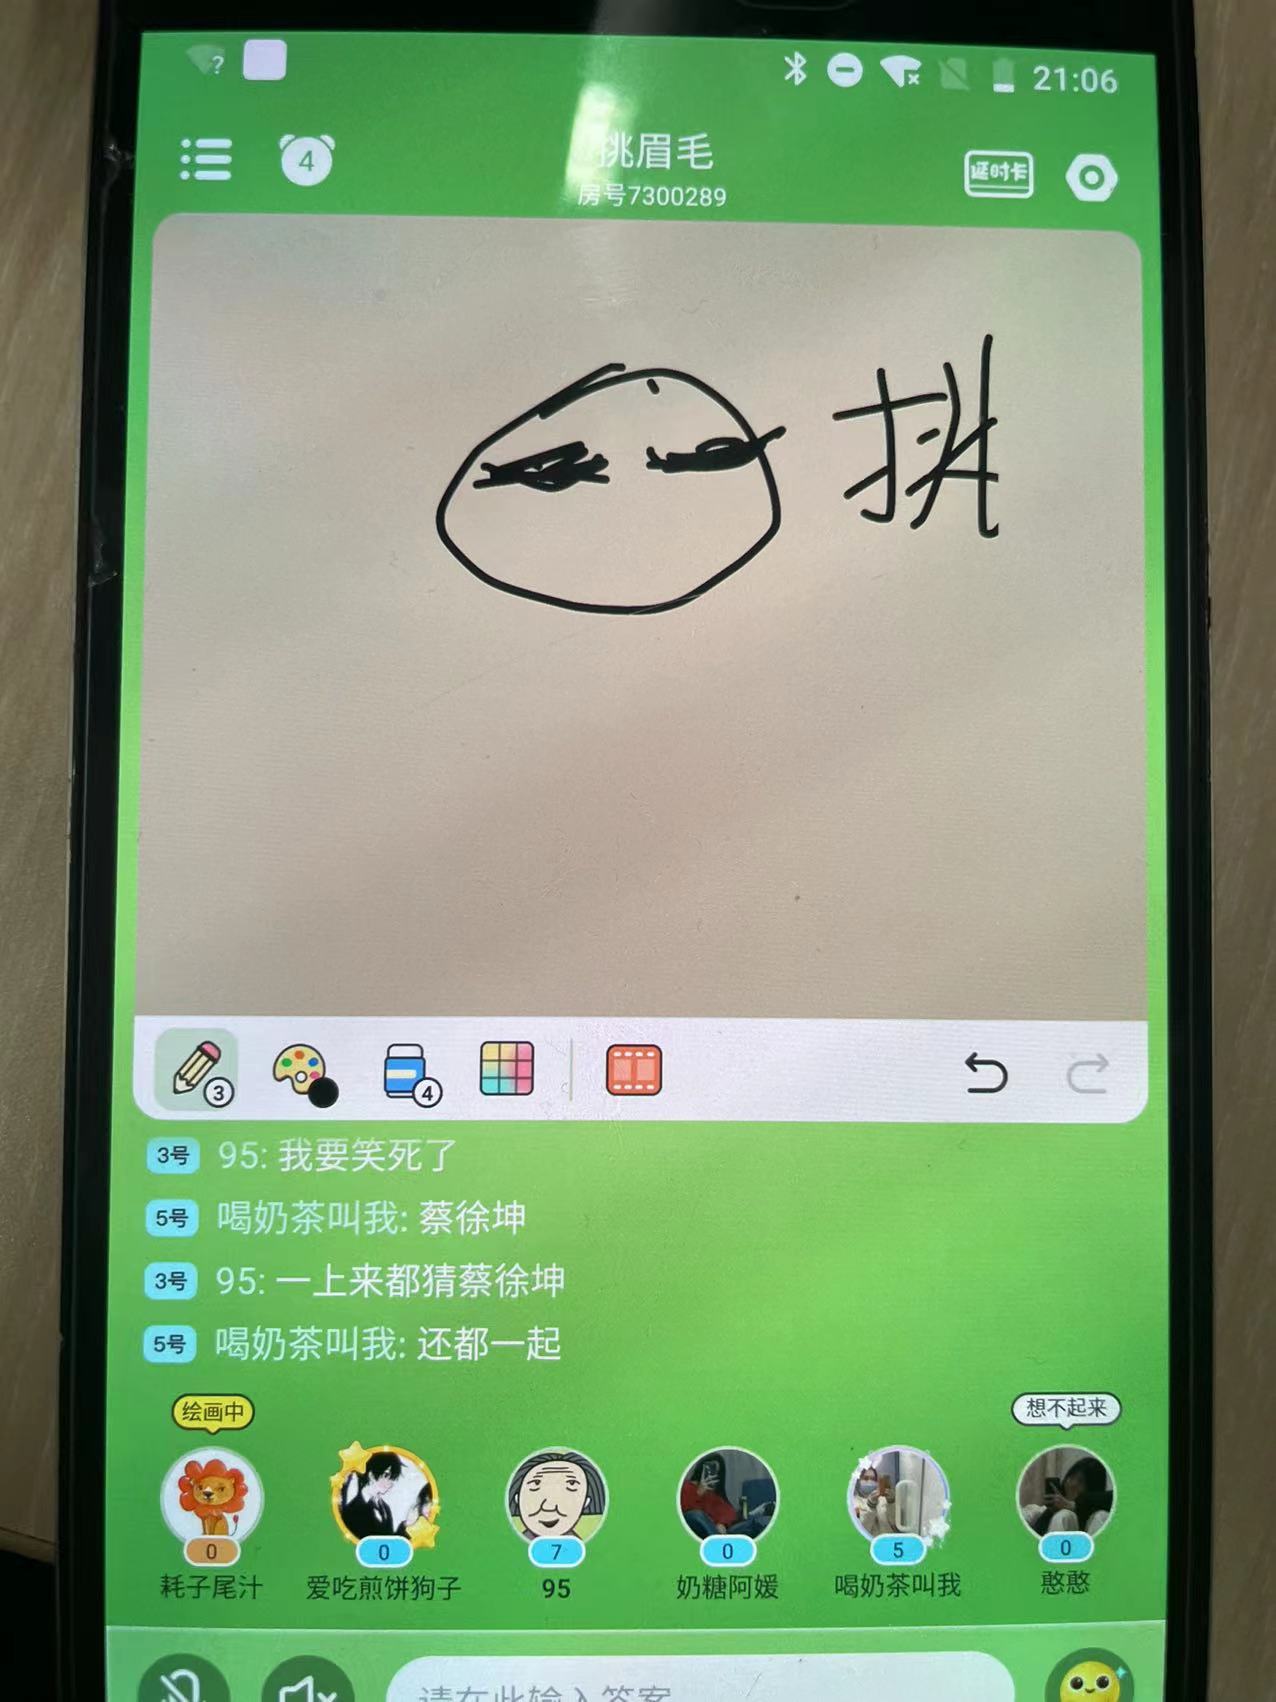 21:06
4
挑眉毛
房号7300289
延时卡
挑
3
4
3号 95: 我要笑死了
5号 喝奶茶叫我: 蔡徐坤
3号 95: 一上来都猜蔡徐坤
5号 喝奶茶叫我: 还都一起
绘画中 想不起来
0 0 7 0 5 0
耗子尾汁 爱吃煎饼狗子 95 奶糖阿媛 喝奶茶叫我 憨憨
请在此输入答案